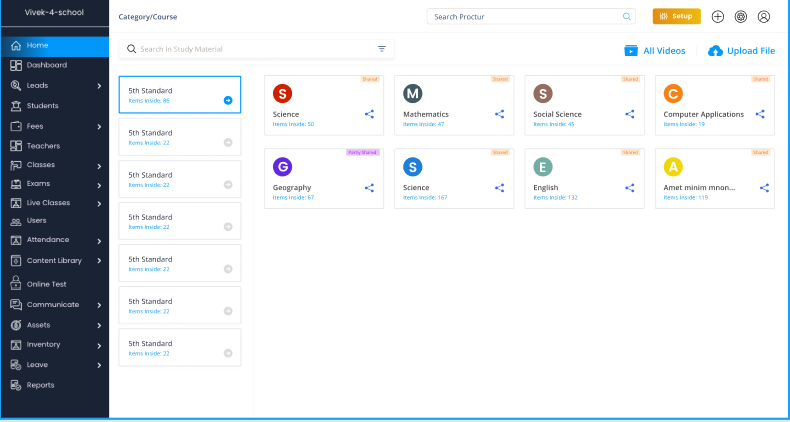 Vivek-4-school
Category/Course
Search Proctur
Setup
Home
Dashboard
Leads
Students
Fees
Teachers
Classes
Exams
Live Classes
Users
Attendance
Content Library
Online Test
Communicate
Assets
Inventory
Leave
Reports
Search In Study Material
All Videos
Upload File
5th Standard
Items Inside: 86
5th Standard
Items Inside: 22
5th Standard
Items Inside: 22
5th Standard
Items Inside: 22
5th Standard
Items Inside: 22
5th Standard
Items Inside: 22
5th Standard
Items Inside: 22
Shared
S
Science
Items Inside: 50
Shared
M
Mathematics
Items Inside: 47
Shared
S
Social Science
Items Inside: 45
Shared
C
Computer Applications
Items Inside: 19
Partly Shared
G
Geography
Items Inside: 67
Shared
S
Science
Items Inside: 167
Shared
E
English
Items Inside: 132
Shared
A
Amet minim mnon...
Items Inside: 119